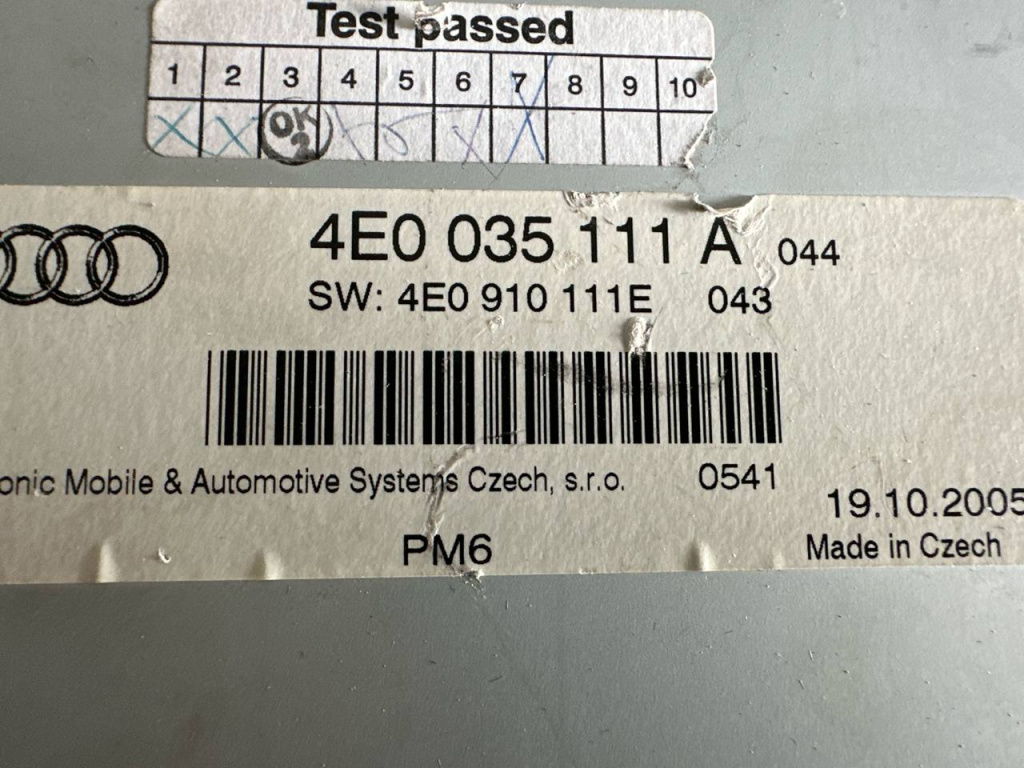 Test passed
1 2 3 4 5 6 7 8 9 10
X X OK 2 X X X
4E0 035 111 A 044
SW: 4E0 910 111E 043
onic Mobile & Automotive Systems Czech, s.r.o. 0541
19.10.2005
PM6
Made in Czech